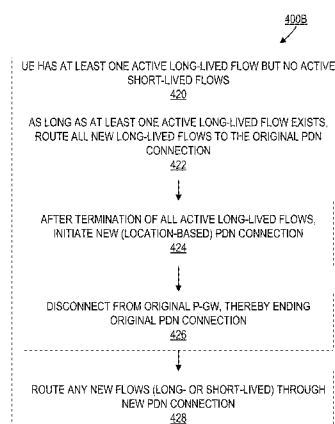 400B
UE HAS AT LEAST ONE ACTIVE LONG-LIVED FLOW BUT NO ACTIVE
SHORT-LIVED FLOWS
420
AS LONG AS AT LEAST ONE ACTIVE LONG-LIVED FLOW EXISTS,
ROUTE ALL NEW LONG-LIVED FLOWS TO THE ORIGINAL PDN
CONNECTION
422
AFTER TERMINATION OF ALL ACTIVE LONG-LIVED FLOWS,
INITIATE NEW (LOCATION-BASED) PDN CONNECTION
424
DISCONNECT FROM ORIGINAL P-GW, THEREBY ENDING
ORIGINAL PDN CONNECTION
426
ROUTE ANY NEW FLOWS (LONG- OR SHORT-LIVED) THROUGH
NEW PDN CONNECTION
428